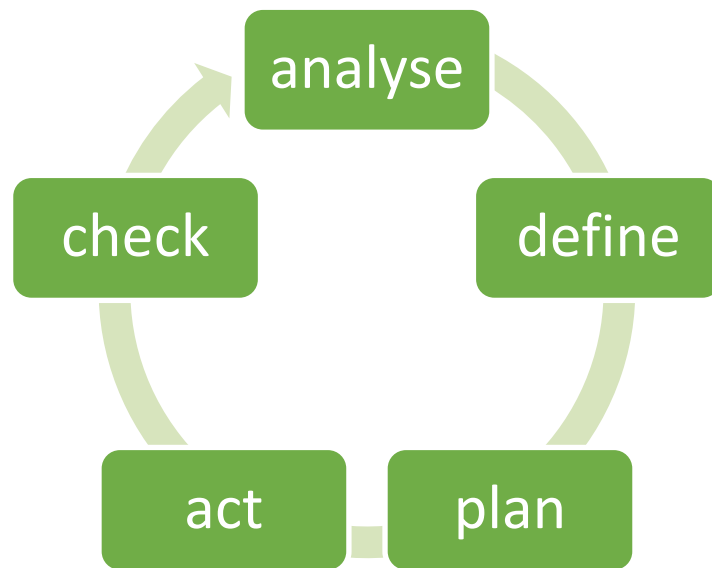 analyse
define
plan
act
check